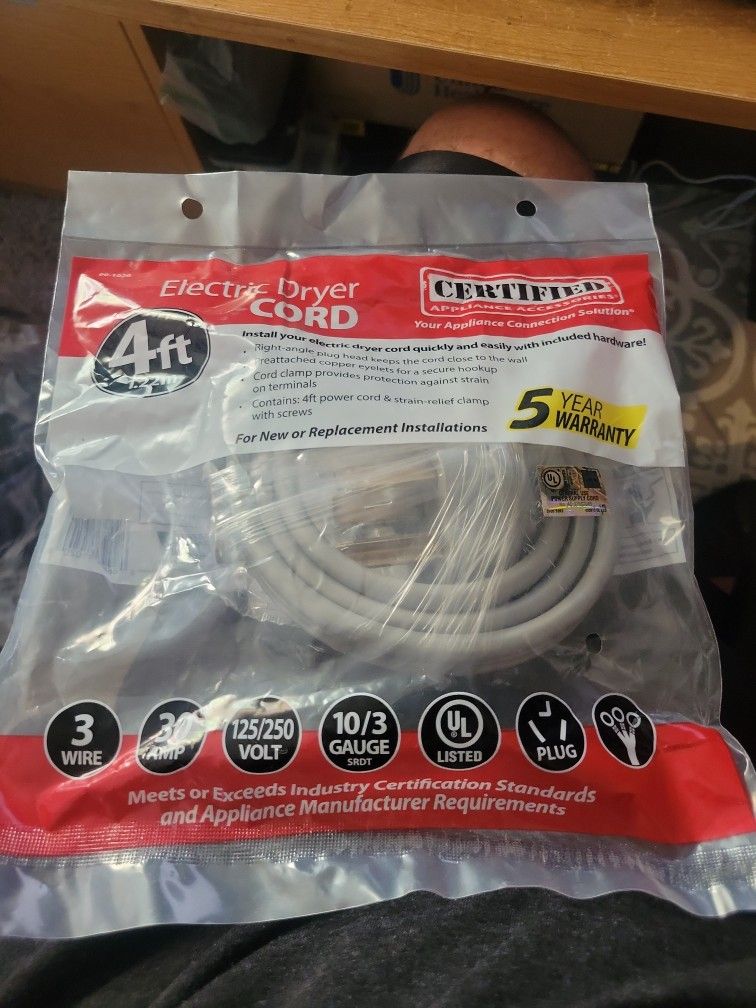 Electric Dryer
CORD
CERTIFIED
APPLIANCE ACCESSORIES®
Your Appliance Connection Solution®
4ft
Install your electric dryer cord quickly and easily with included hardware!
• Right-angle plug head keeps the cord close to the wall
preattached copper eyelets for a secure hookup
• Cord clamp provides protection against strain
on terminals
• Contains: 4ft power cord & strain-relief clamp
with screws
For New or Replacement Installations
5 YEAR
WARRANTY
UL
POWER SUPPLY CORD
3
WIRE
30
AMP
125/250
VOLT
10/3
GAUGE
SRDT
UL
LISTED
PLUG
Meets or Exceeds Industry Certification Standards
and Appliance Manufacturer Requirements